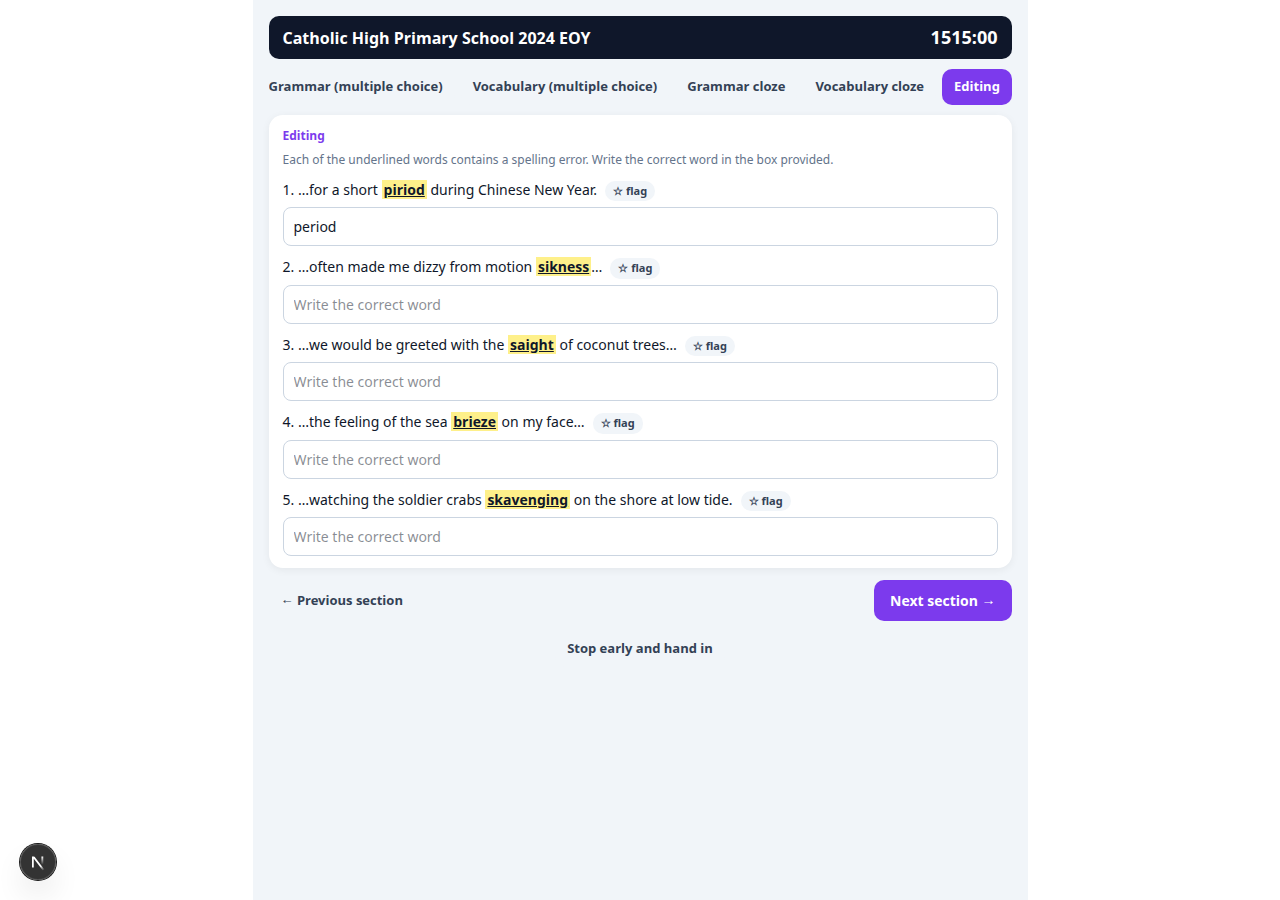 Catholic High Primary School 2024 EOY 1515:00
Grammar (multiple choice) Vocabulary (multiple choice) Grammar cloze Vocabulary cloze Editing
Editing
Each of the underlined words contains a spelling error. Write the correct word in the box provided.
1. ...for a short piriod during Chinese New Year. ☆ flag
period
2. ...often made me dizzy from motion sikness... ☆ flag
Write the correct word
3. ...we would be greeted with the saight of coconut trees... ☆ flag
Write the correct word
4. ...the feeling of the sea brieze on my face... ☆ flag
Write the correct word
5. ...watching the soldier crabs skavenging on the shore at low tide. ☆ flag
Write the correct word
← Previous section Next section →
Stop early and hand in
N